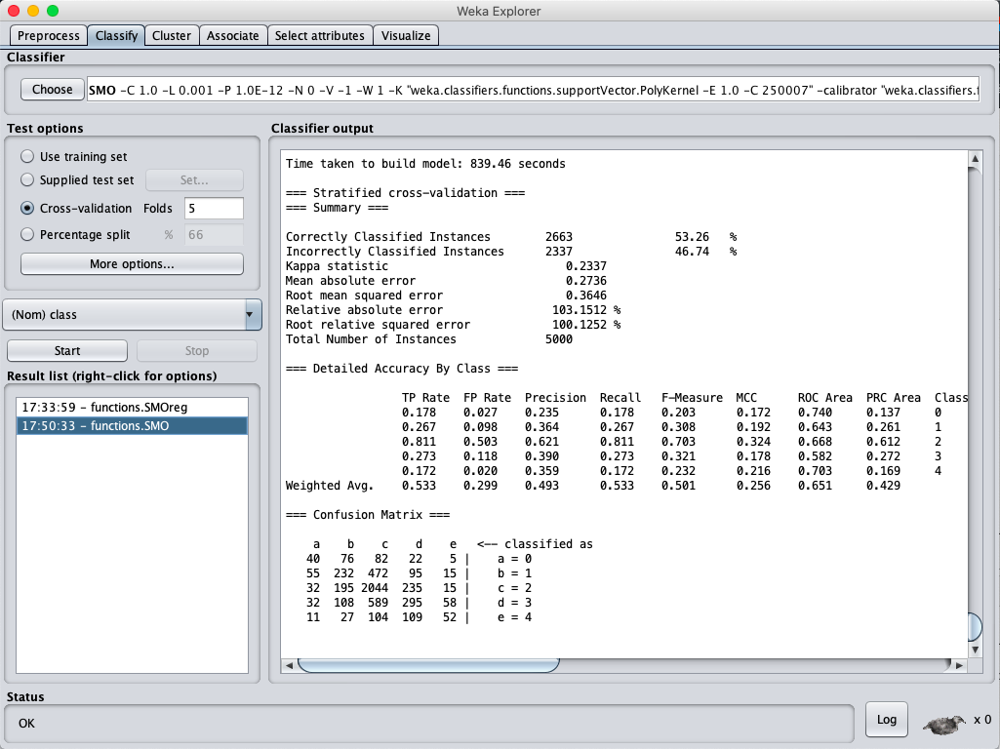 Weka Explorer
Preprocess Classify Cluster Associate Select attributes Visualize
Classifier
Choose SMO -C 1.0 -L 0.001 -P 1.0E-12 -N 0 -V -1 -W 1 -K "weka.classifiers.functions.supportVector.PolyKernel -E 1.0 -C 250007" -calibrator "weka.classifiers.f
Test options
Use training set
Supplied test set Set...
Cross-validation Folds 5
Percentage split % 66
More options...
(Nom) class
Start Stop
Result list (right-click for options)
17:33:59 - functions.SMOreg
17:50:33 - functions.SMO
Classifier output
Time taken to build model: 839.46 seconds
=== Stratified cross-validation ===
=== Summary ===
Correctly Classified Instances 2663 53.26 %
Incorrectly Classified Instances 2337 46.74 %
Kappa statistic 0.2337
Mean absolute error 0.2736
Root mean squared error 0.3646
Relative absolute error 103.1512 %
Root relative squared error 100.1252 %
Total Number of Instances 5000
=== Detailed Accuracy By Class ===
TP Rate FP Rate Precision Recall F-Measure MCC ROC Area PRC Area Class
0.178 0.027 0.235 0.178 0.203 0.172 0.740 0.137 0
0.267 0.098 0.364 0.267 0.308 0.192 0.643 0.261 1
0.811 0.503 0.621 0.811 0.703 0.324 0.668 0.612 2
0.273 0.118 0.390 0.273 0.321 0.178 0.582 0.272 3
0.172 0.020 0.359 0.172 0.232 0.216 0.703 0.169 4
Weighted Avg. 0.533 0.299 0.493 0.533 0.501 0.256 0.651 0.429
=== Confusion Matrix ===
a b c d e <-- classified as
40 76 82 22 5 | a = 0
55 232 472 95 15 | b = 1
32 195 2044 235 15 | c = 2
32 108 589 295 58 | d = 3
11 27 104 109 52 | e = 4
Status
OK
Log
x 0